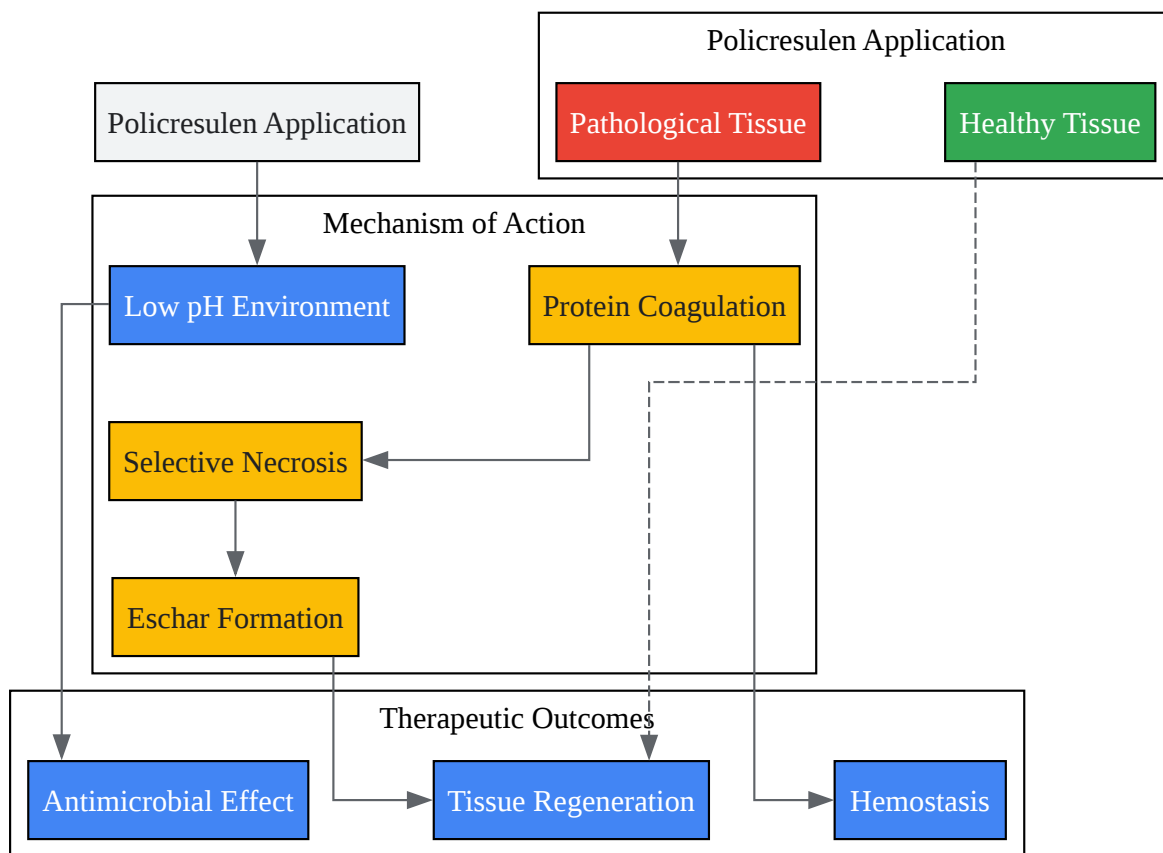 Policresulen Application
Policresulen Application
Pathological Tissue
Healthy Tissue
Mechanism of Action
Low pH Environment
Protein Coagulation
Selective Necrosis
Eschar Formation
Therapeutic Outcomes
Antimicrobial Effect
Tissue Regeneration
Hemostasis